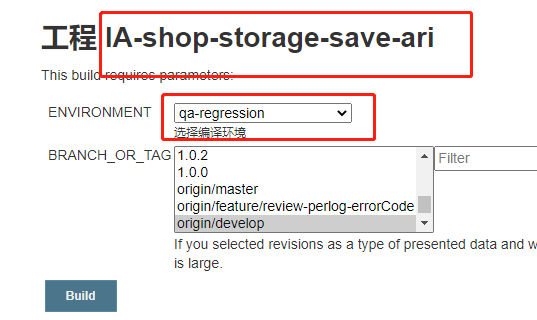 工程 IA-shop-storage-save-ari
This build requires parameters:
ENVIRONMENT
qa-regression
选择编译环境
BRANCH_OR_TAG
1.0.2
1.0.0
origin/master
origin/feature/review-perlog-errorCode
origin/develop
Filter
If you selected revisions as a type of presented data and w
is large.
Build